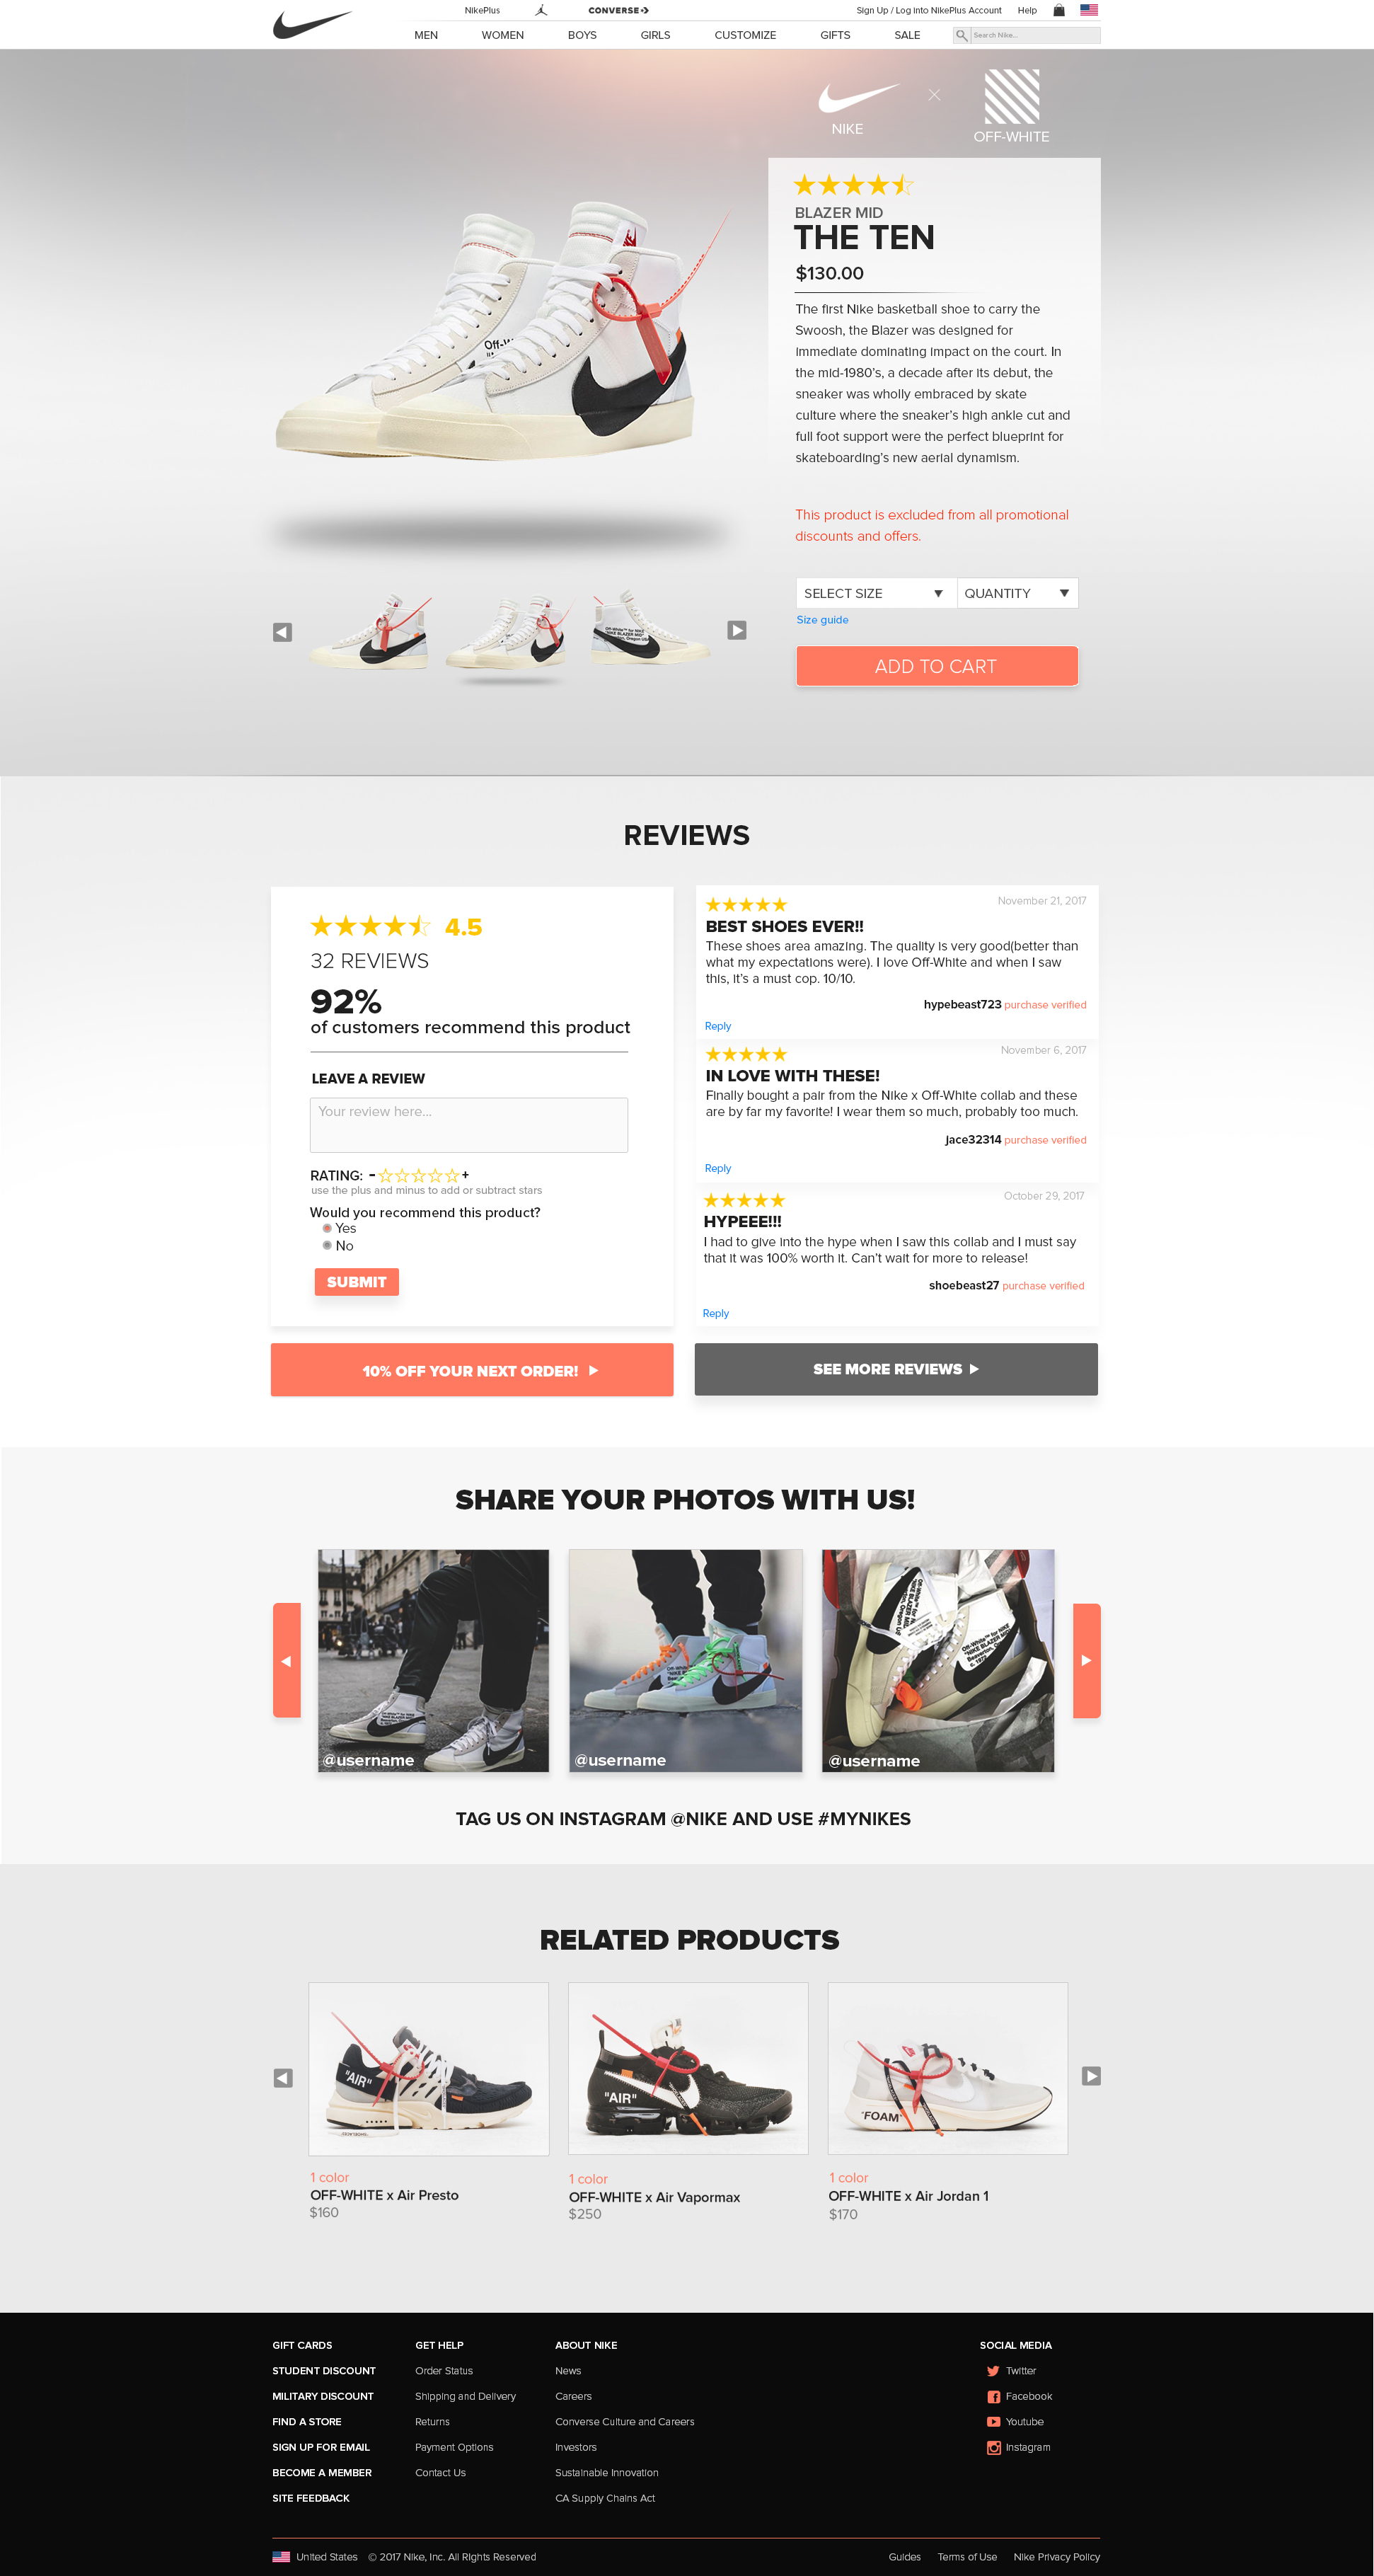 NikePlus
CONVERSE
Sign Up / Log into NikePlus Account
Help
MEN
WOMEN
BOYS
GIRLS
CUSTOMIZE
GIFTS
SALE
Search Nike...
NIKE
OFF-WHITE
BLAZER MID
THE TEN
$130.00
The first Nike basketball shoe to carry the
Swoosh, the Blazer was designed for
immediate dominating impact on the court. In
the mid-1980's, a decade after its debut, the
sneaker was wholly embraced by skate
culture where the sneaker's high ankle cut and
full foot support were the perfect blueprint for
skateboarding's new aerial dynamism.
This product is excluded from all promotional
discounts and offers.
SELECT SIZE
QUANTITY
Size guide
ADD TO CART
REVIEWS
4.5
32 REVIEWS
92%
of customers recommend this product
LEAVE A REVIEW
Your review here...
RATING: - +
use the plus and minus to add or subtract stars
Would you recommend this product?
Yes
No
SUBMIT
10% OFF YOUR NEXT ORDER!
November 21, 2017
BEST SHOES EVER!!
These shoes area amazing. The quality is very good(better than
what my expectations were). I love Off-White and when I saw
this, it's a must cop. 10/10.
hypebeast723 purchase verified
Reply
November 6, 2017
IN LOVE WITH THESE!
Finally bought a pair from the Nike x Off-White collab and these
are by far my favorite! I wear them so much, probably too much.
jace32314 purchase verified
Reply
October 29, 2017
HYPEEE!!!
I had to give into the hype when I saw this collab and I must say
that it was 100% worth it. Can't wait for more to release!
shoebeast27 purchase verified
Reply
SEE MORE REVIEWS
SHARE YOUR PHOTOS WITH US!
@username
@username
@username
TAG US ON INSTAGRAM @NIKE AND USE #MYNIKES
RELATED PRODUCTS
"AIR"
"AIR"
"FOAM"
1 color
OFF-WHITE x Air Presto
$160
1 color
OFF-WHITE x Air Vapormax
$250
1 color
OFF-WHITE x Air Jordan 1
$170
GIFT CARDS
STUDENT DISCOUNT
MILITARY DISCOUNT
FIND A STORE
SIGN UP FOR EMAIL
BECOME A MEMBER
SITE FEEDBACK
GET HELP
Order Status
Shipping and Delivery
Returns
Payment Options
Contact Us
ABOUT NIKE
News
Careers
Converse Culture and Careers
Investors
Sustainable Innovation
CA Supply Chains Act
SOCIAL MEDIA
Twitter
Facebook
Youtube
Instagram
United States
© 2017 Nike, Inc. All Rights Reserved
Guides
Terms of Use
Nike Privacy Policy